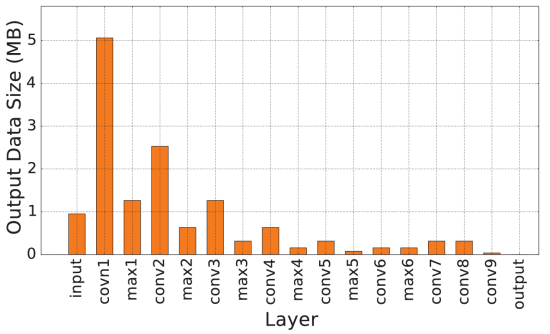 Output Data Size (MB)
5
4
3
2
1
0
input
covn1
max1
conv2
max2
conv3
max3
conv4
max4
conv5
max5
conv6
max6
conv7
conv8
conv9
output
Layer